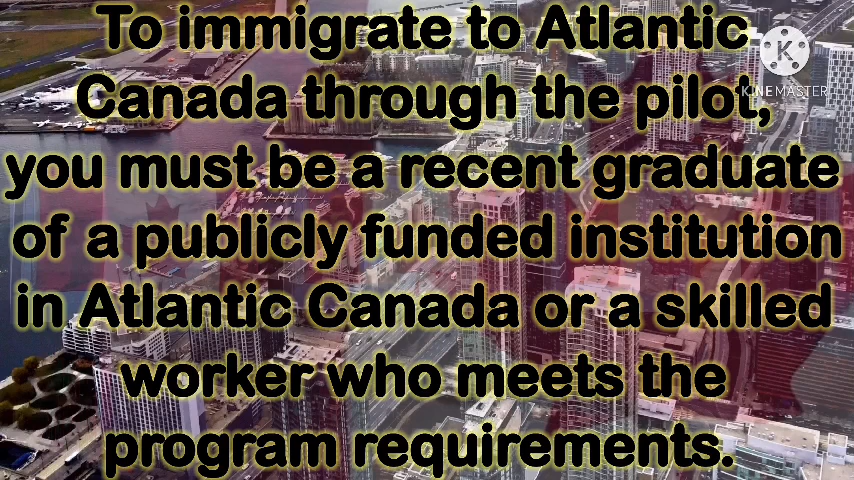 To immigrate to Atlantic
Canada through the pilot,
you must be a recent graduate
of a publicly funded institution
in Atlantic Canada or a skilled
worker who meets the
program requirements.
K
KINEMASTER